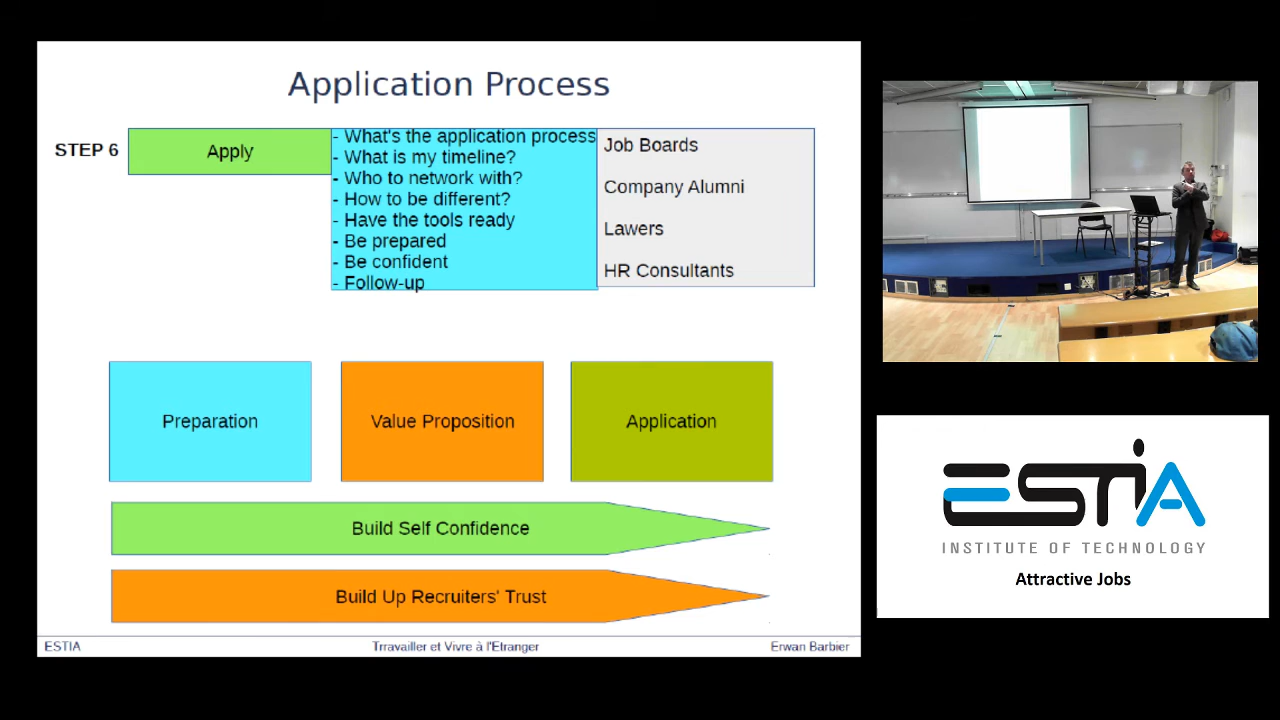 Application Process
STEP 6
Apply
- What's the application process
- What is my timeline?
- Who to network with?
- How to be different?
- Have the tools ready
- Be prepared
- Be confident
- Follow-up
Job Boards
Company Alumni
Lawers
HR Consultants
Preparation
Value Proposition
Application
Build Self Confidence
Build Up Recruiters' Trust
ESTIA
Trravailler et Vivre à l'Etranger
Erwan Barbier
ESTIA
INSTITUTE OF TECHNOLOGY
Attractive Jobs